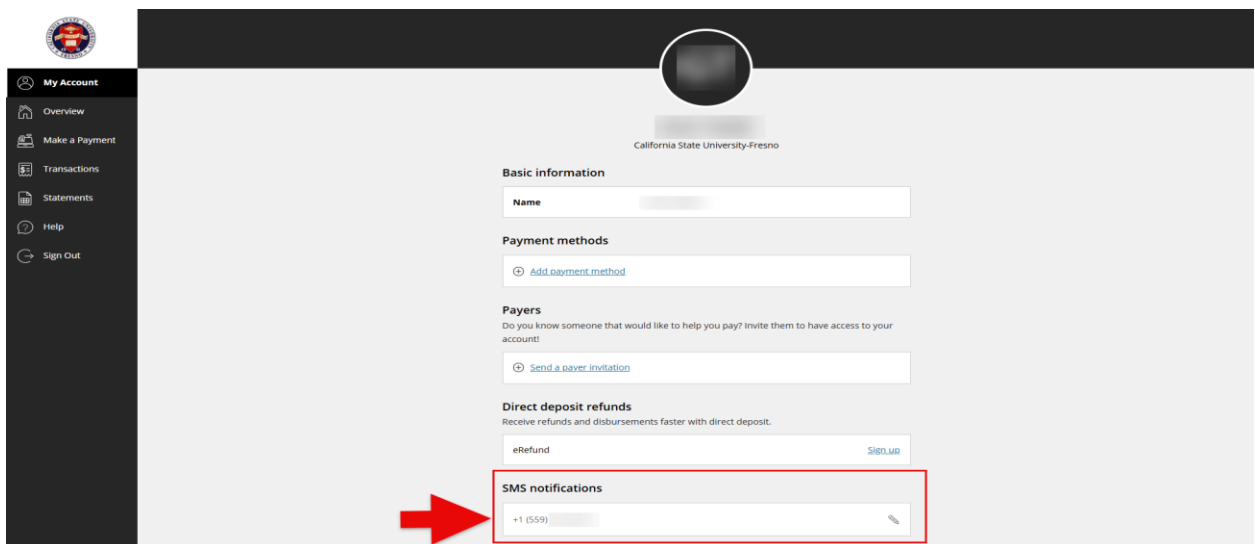 My Account
Overview
Make a Payment
Transactions
Statements
Help
Sign Out
California State University-Fresno
Basic information
Name
Payment methods
Add payment method
Payers
Do you know someone that would like to help you pay? Invite them to have access to your
account!
Send a payer invitation
Direct deposit refunds
Receive refunds and disbursements faster with direct deposit.
eRefund Sign up
SMS notifications
+1 (559)